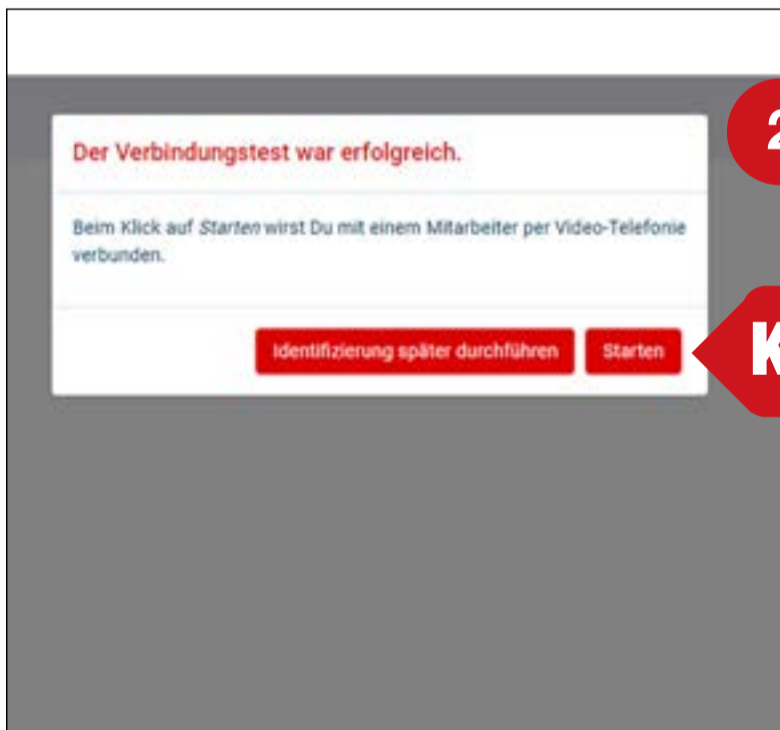 2
Der Verbindungstest war erfolgreich.
Beim Klick auf Starten wirst Du mit einem Mitarbeiter per Video-Telefonie
verbunden.
Identifizierung später durchführen Starten
K